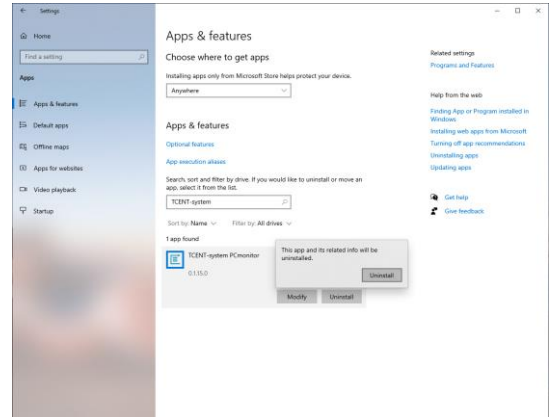 Settings
Home
Find a setting
Apps
Apps & features
Default apps
Offline maps
Apps for websites
Video playback
Startup
Apps & features
Choose where to get apps
Installing apps only from Microsoft Store helps protect your device.
Anywhere
Apps & features
Optional features
App execution aliases
Search, sort and filter by drive. If you would like to uninstall or move an
app, select it from the list.
TCENT-system
Sort by: Name
Filter by: All drives
1 app found
TCENT-system PCmonitor
0.1.15.0
This app and its related info will be
uninstalled.
Uninstall
Modify
Uninstall
Related settings
Programs and Features
Help from the web
Finding App or Program installed in
Windows
Installing web apps from Microsoft
Turning off app recommendations
Uninstalling apps
Updating apps
Get help
Give feedback